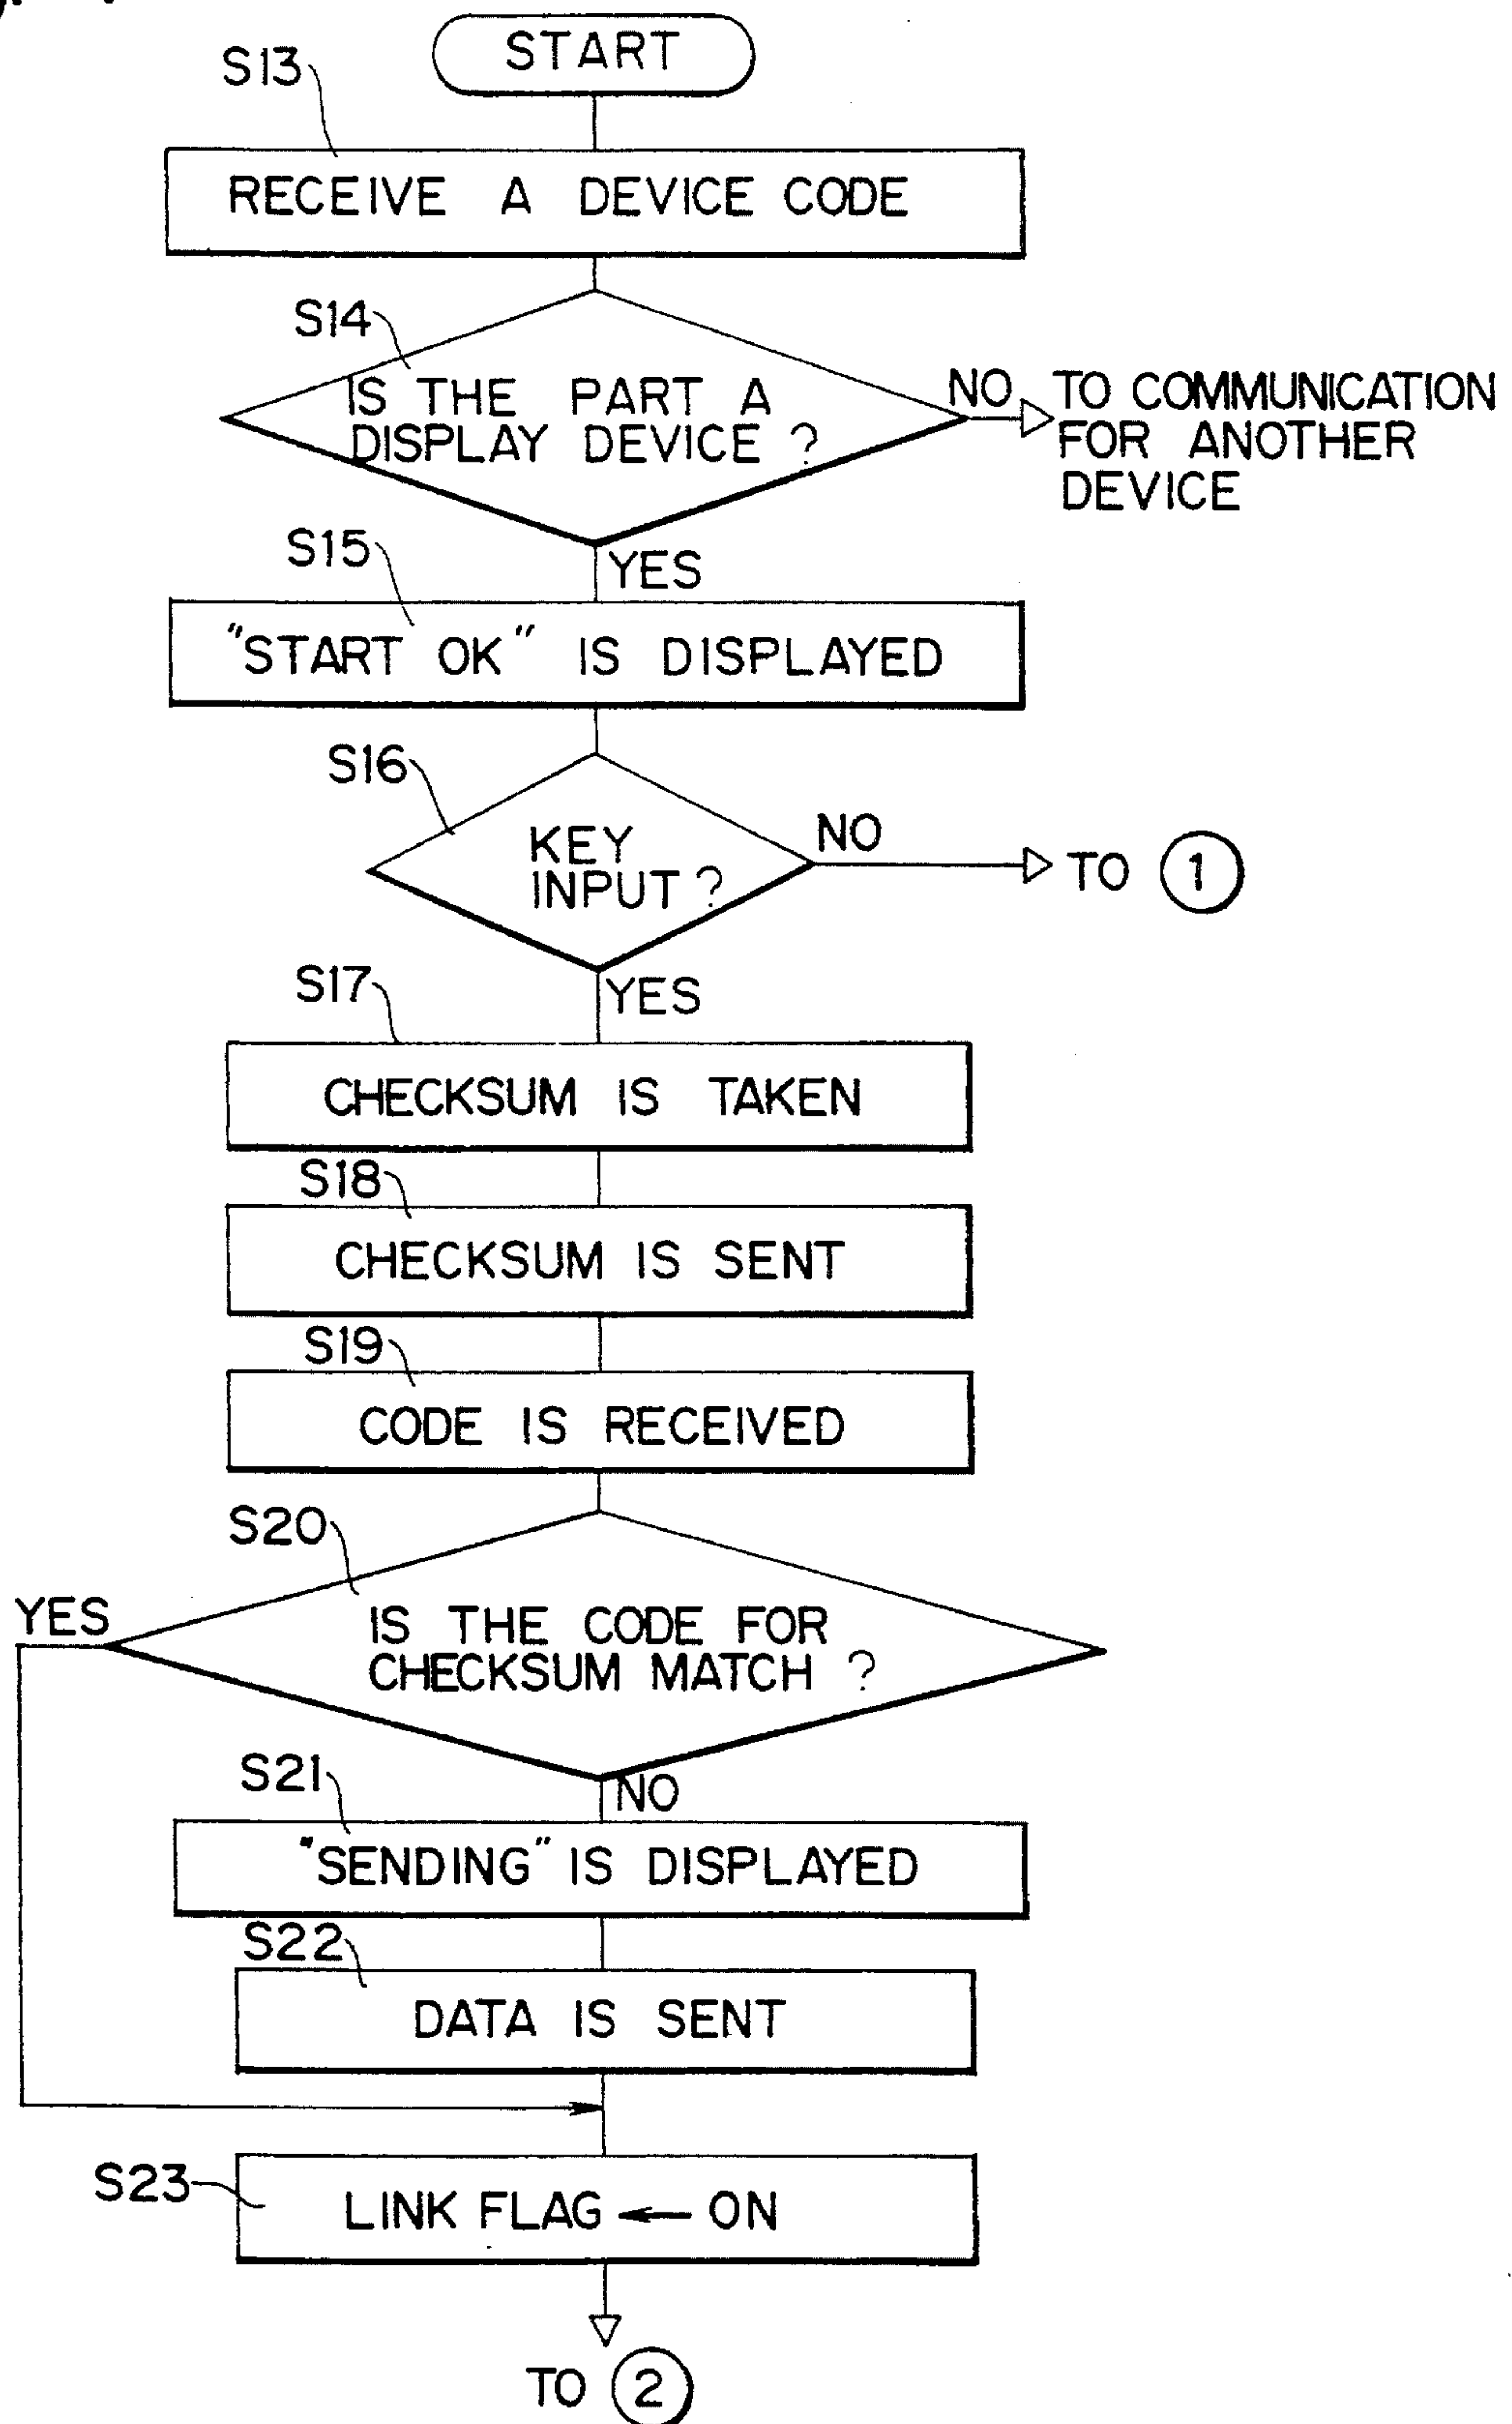 START
S13
RECEIVE A DEVICE CODE
S14
IS THE PART A
DISPLAY DEVICE ?
NO
TO COMMUNICATION
FOR ANOTHER
DEVICE
YES
S15
"START OK" IS DISPLAYED
S16
KEY
INPUT ?
NO
TO 1
YES
S17
CHECKSUM IS TAKEN
S18
CHECKSUM IS SENT
S19
CODE IS RECEIVED
S20
YES
IS THE CODE FOR
CHECKSUM MATCH ?
NO
S21
"SENDING" IS DISPLAYED
S22
DATA IS SENT
S23
LINK FLAG ← ON
TO 2